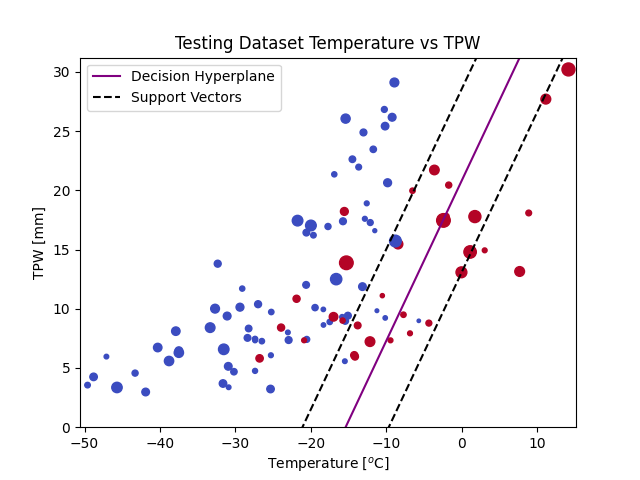 Testing Dataset Temperature vs TPW
Decision Hyperplane
Support Vectors
TPW [mm]
30
25
20
15
10
5
0
−50
−40
−30
−20
−10
0
10
Temperature [°C]